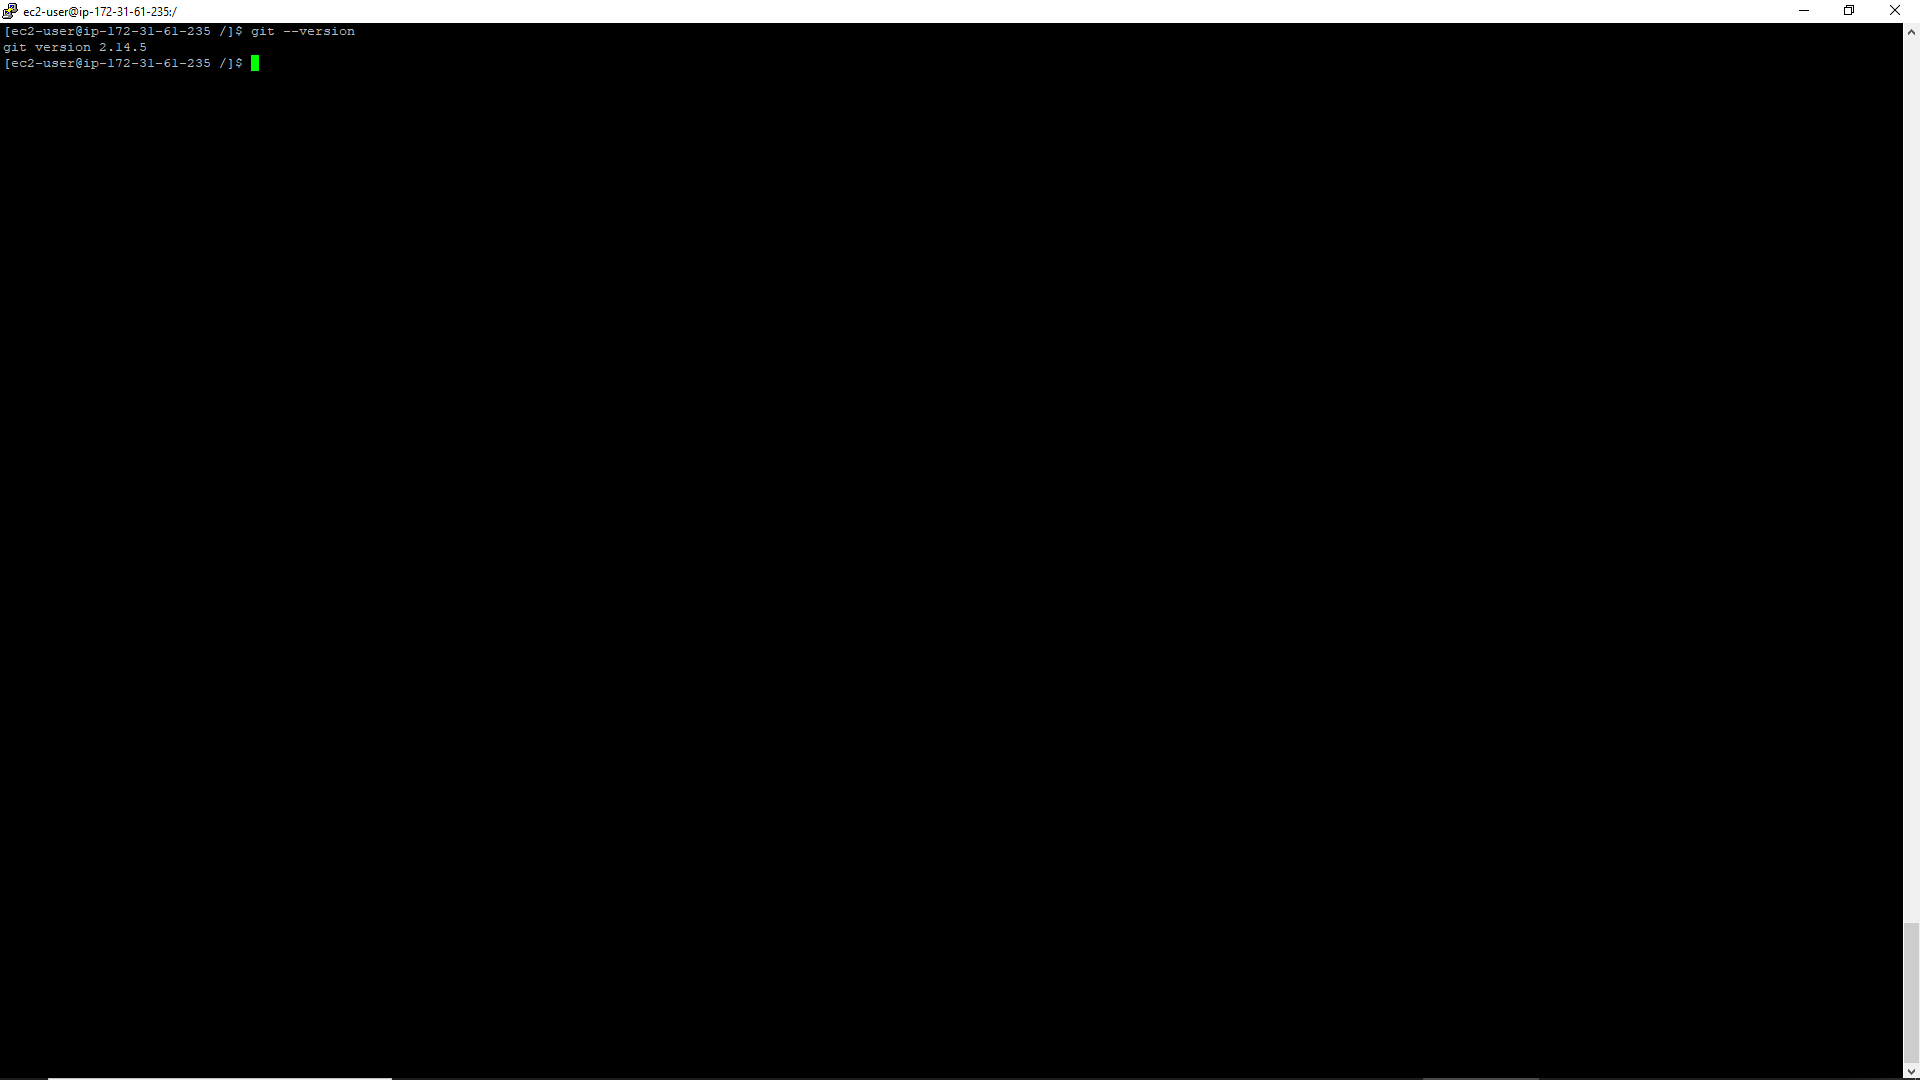 ec2-user@ip-172-31-61-235:/
[ec2-user@ip-172-31-61-235 /]$ git --version
git version 2.14.5
[ec2-user@ip-172-31-61-235 /]$